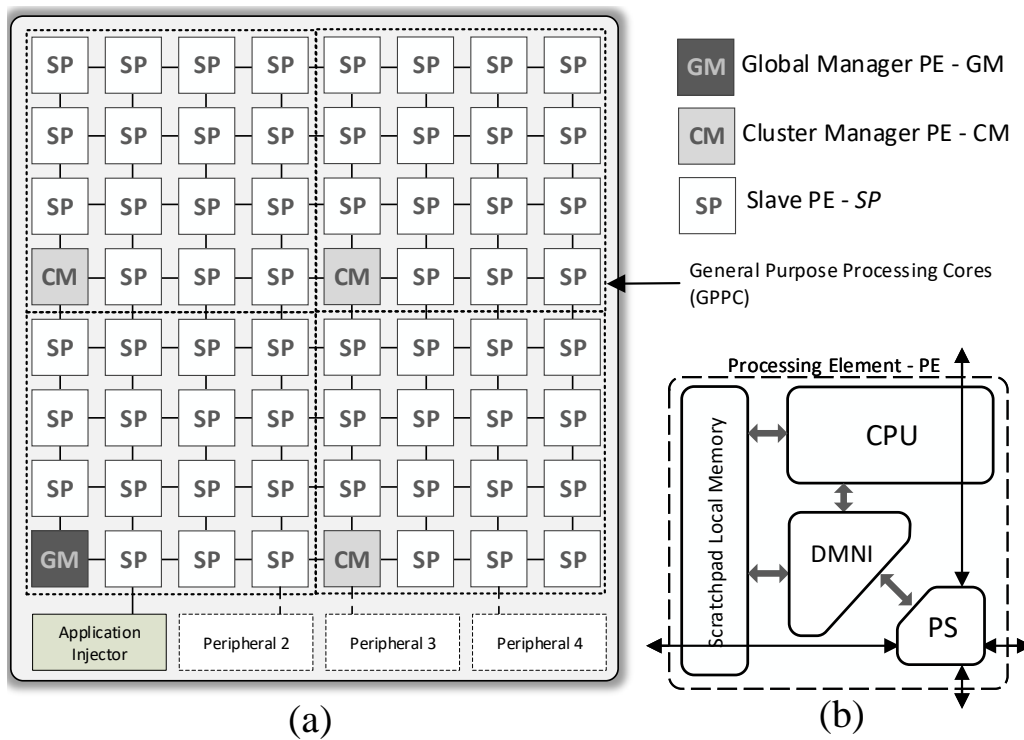 SP SP SP SP SP SP SP SP
SP SP SP SP SP SP SP SP
SP SP SP SP SP SP SP SP
CM SP SP SP CM SP SP SP
SP SP SP SP SP SP SP SP
SP SP SP SP SP SP SP SP
SP SP SP SP SP SP SP SP
GM SP SP SP CM SP SP SP
Application
Injector
Peripheral 2
Peripheral 3
Peripheral 4
(a)
GM Global Manager PE - GM
CM Cluster Manager PE - CM
SP Slave PE - SP
General Purpose Processing Cores
(GPPC)
Processing Element - PE
Scratchpad Local Memory
CPU
DMNI
PS
(b)